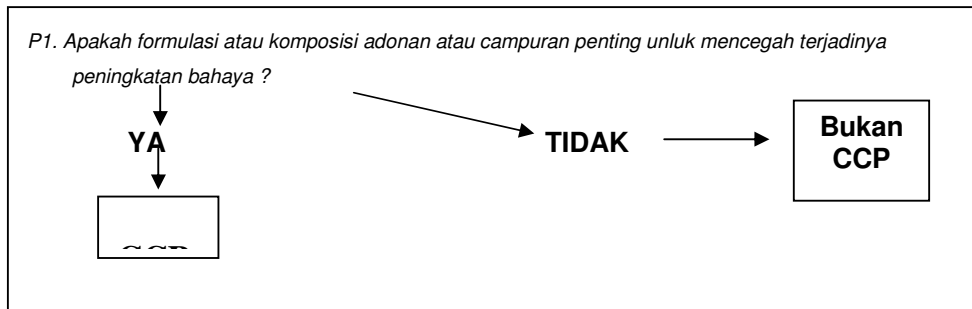 P1. Apakah formulasi atau komposisi adonan atau campuran penting unluk mencegah terjadinya
peningkatan bahaya ?
YA
TIDAK
Bukan
CCP